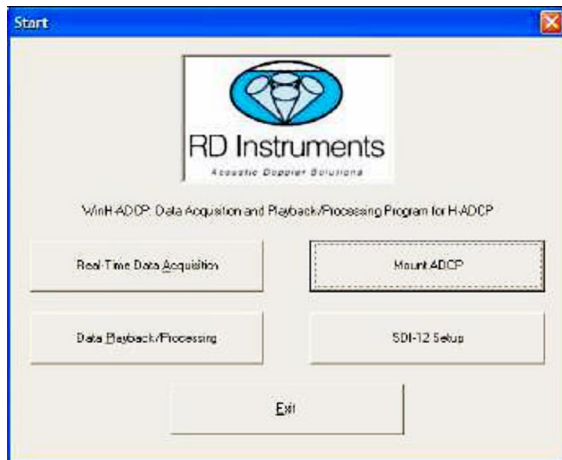 Start
RD Instruments
Acoustic Doppler Solutions
WinH-ADCP: Data Acquisition and Playback/Processing Program for H-ADCP
Real-Time Data Acquisition
Mount ADCP
Data Playback/Processing
SDI-12 Setup
Exit